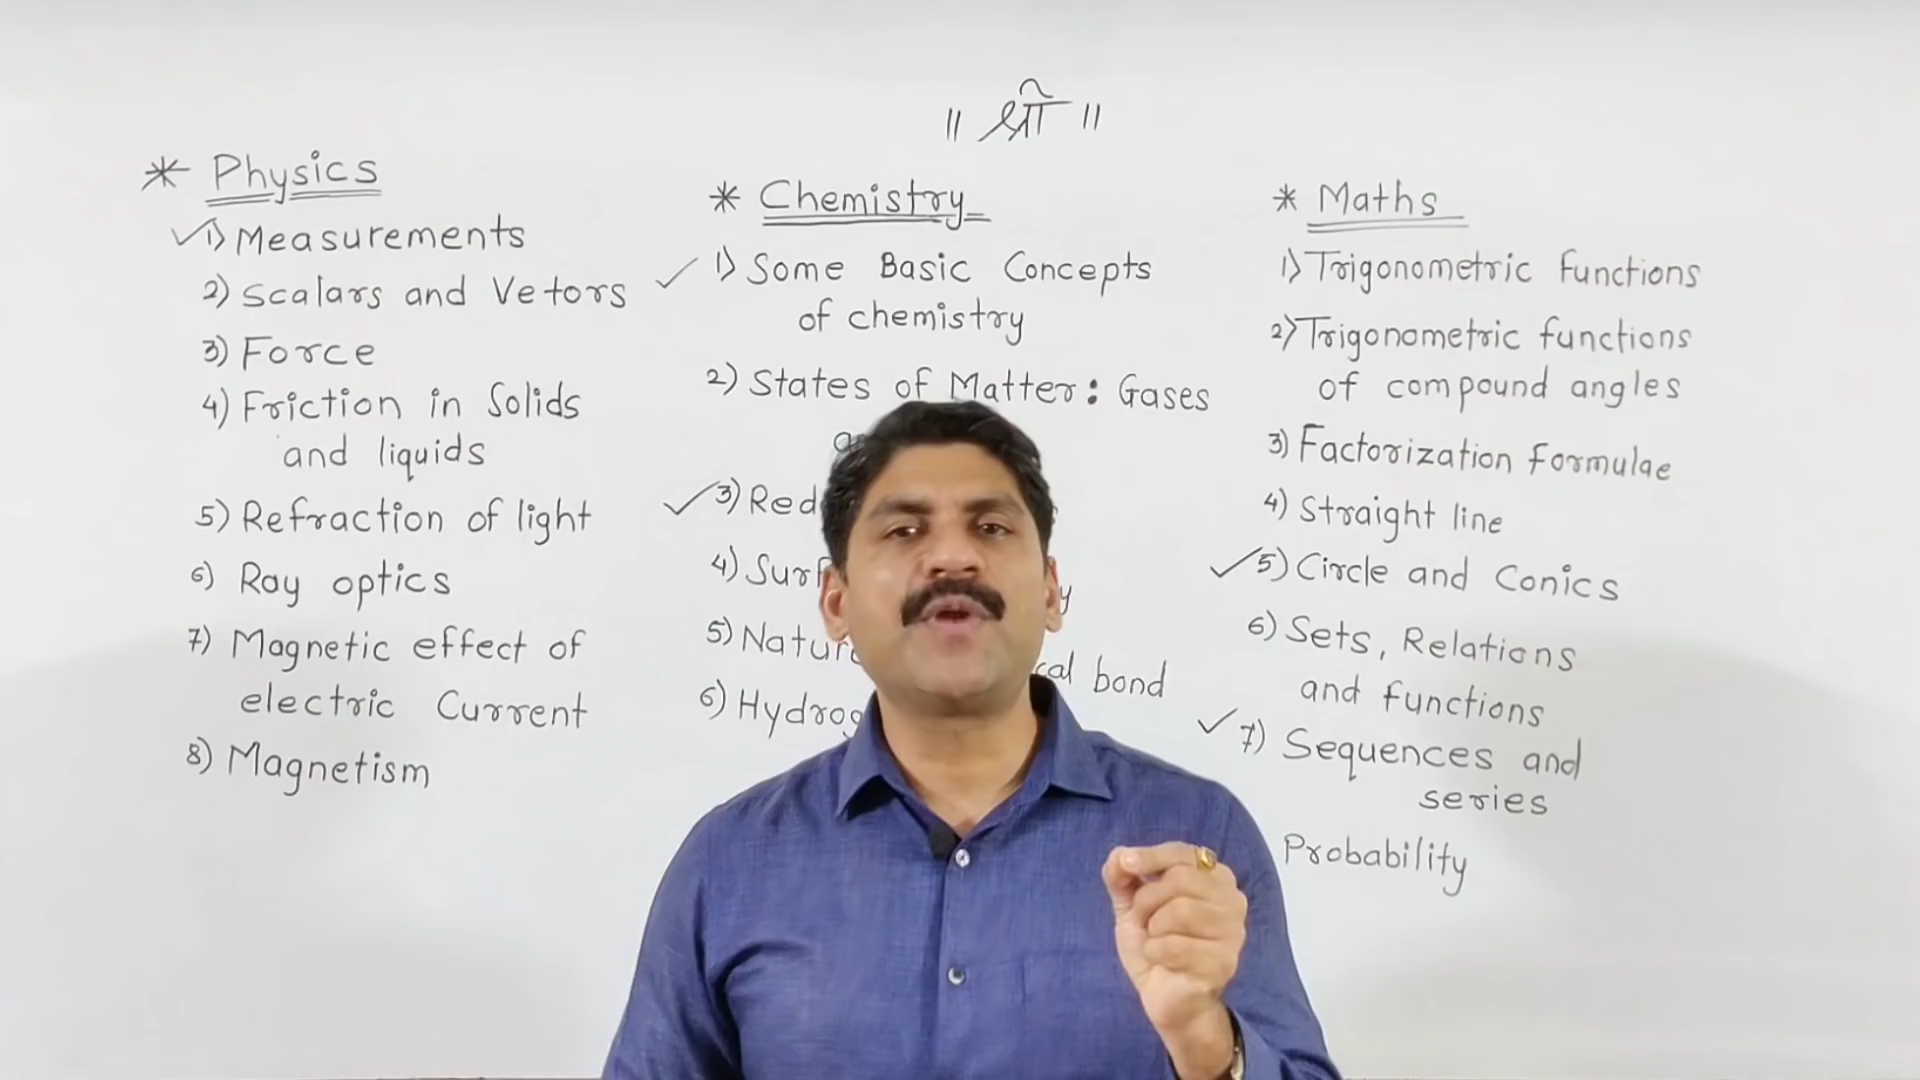 ॥ श्री ॥
* Physics
1) Measurements
2) Scalars and Vetors
3) Force
4) Friction in Solids
and liquids
5) Refraction of light
6) Ray optics
7) Magnetic effect of
electric Current
8) Magnetism
* Chemistry
1) Some Basic Concepts
of chemistry
2) States of Matter: Gases
3)
4)
5)
cal bond
6)
* Maths
1) Trigonometric functions
2) Trigonometric functions
of compound angles
3) Factorization formulae
4) Straight line
5) Circle and Conics
6) Sets, Relations
and functions
7) Sequences and
series
Probability